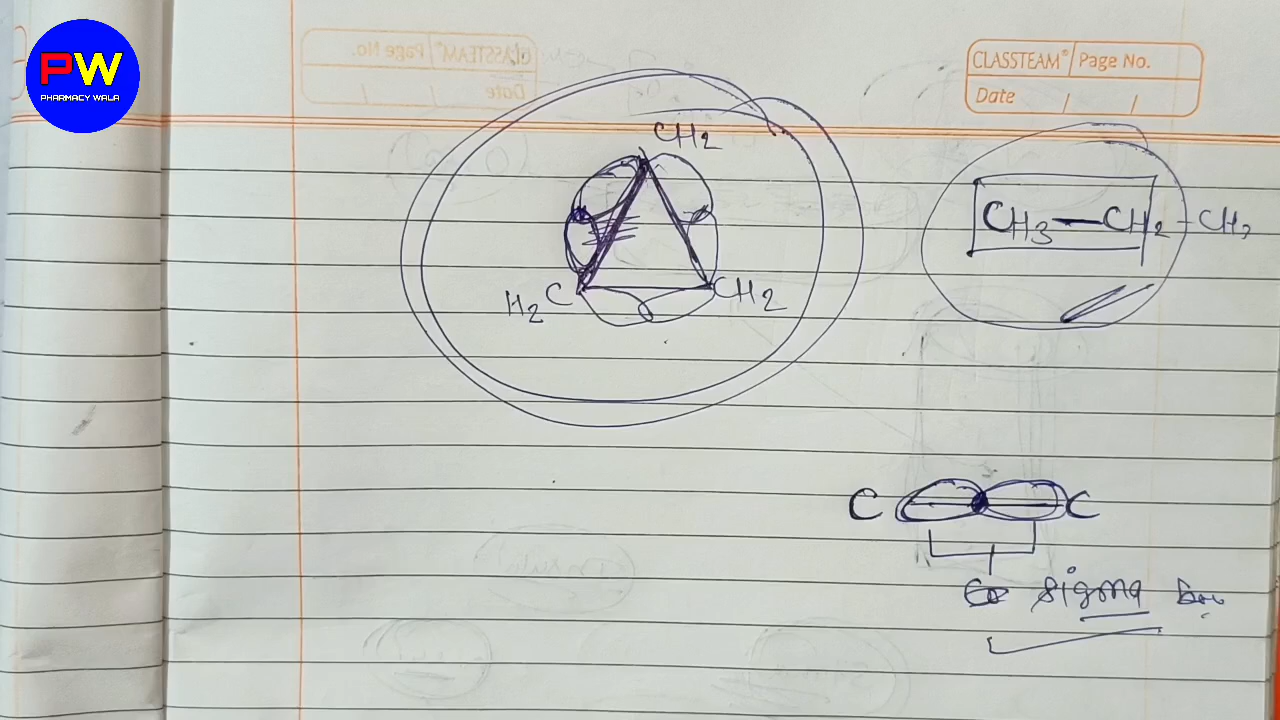 PW
PHARMACY WALA
CLASSTEAM® Page No.
Date / /
CH2
H2C CH2
CH3—CH2-CH3
C C
sigma